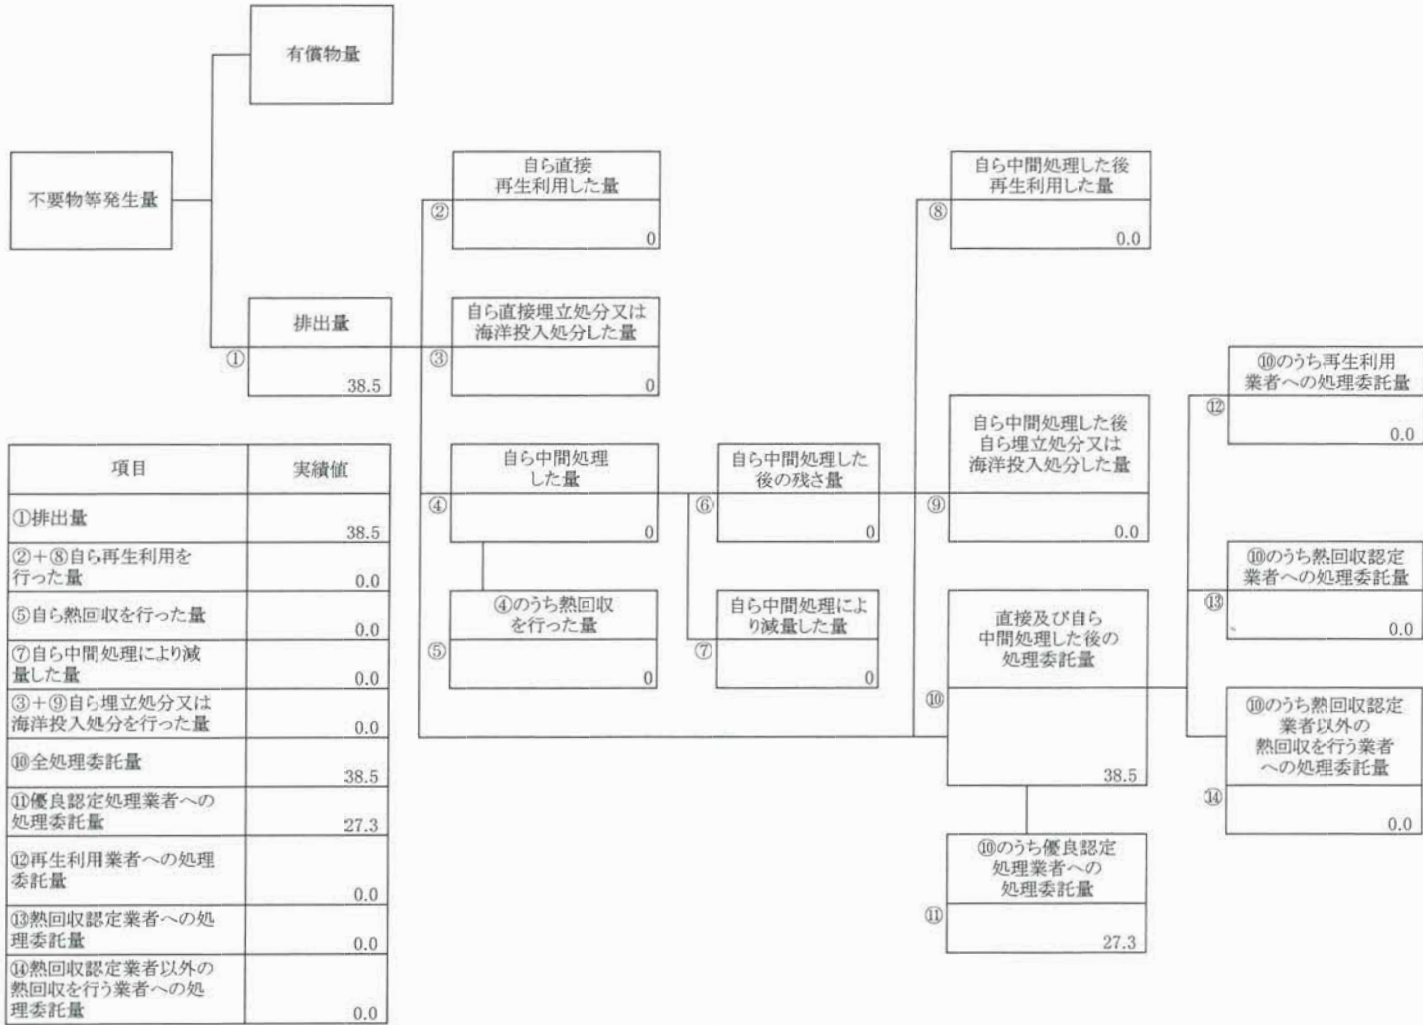 有償物量
不要物等発生量
自ら直接
再生利用した量
②
0
自ら中間処理した後
再生利用した量
⑧
0.0
排出量
①
38.5
自ら直接埋立処分又は
海洋投入処分した量
③
0
⑩のうち再生利用
業者への処理委託量
⑫
0.0
自ら中間処理
した量
④
0
自ら中間処理した
後の残さ量
⑥
0
自ら中間処理した後
自ら埋立処分又は
海洋投入処分した量
⑨
0.0
⑩のうち熱回収認定
業者への処理委託量
⑬
0.0
④のうち熱回収
を行った量
⑤
0
自ら中間処理によ
り減量した量
⑦
0
直接及び自ら
中間処理した後の
処理委託量
⑩
38.5
⑩のうち熱回収認定
業者以外の
熱回収を行う業者
への処理委託量
⑭
0.0
⑩のうち優良認定
処理業者への
処理委託量
⑪
27.3
項目 実績値
①排出量
38.5
②+⑧自ら再生利用を
行った量 0.0
⑤自ら熱回収を行った量
0.0
⑦自ら中間処理により減
量した量 0.0
③+⑨自ら埋立処分又は
海洋投入処分を行った量 0.0
⑩全処理委託量
38.5
⑪優良認定処理業者への
処理委託量 27.3
⑫再生利用業者への処理
委託量
0.0
⑬熱回収認定業者への処
理委託量 0.0
⑭熱回収認定業者以外の
熱回収を行う業者への処
理委託量 0.0